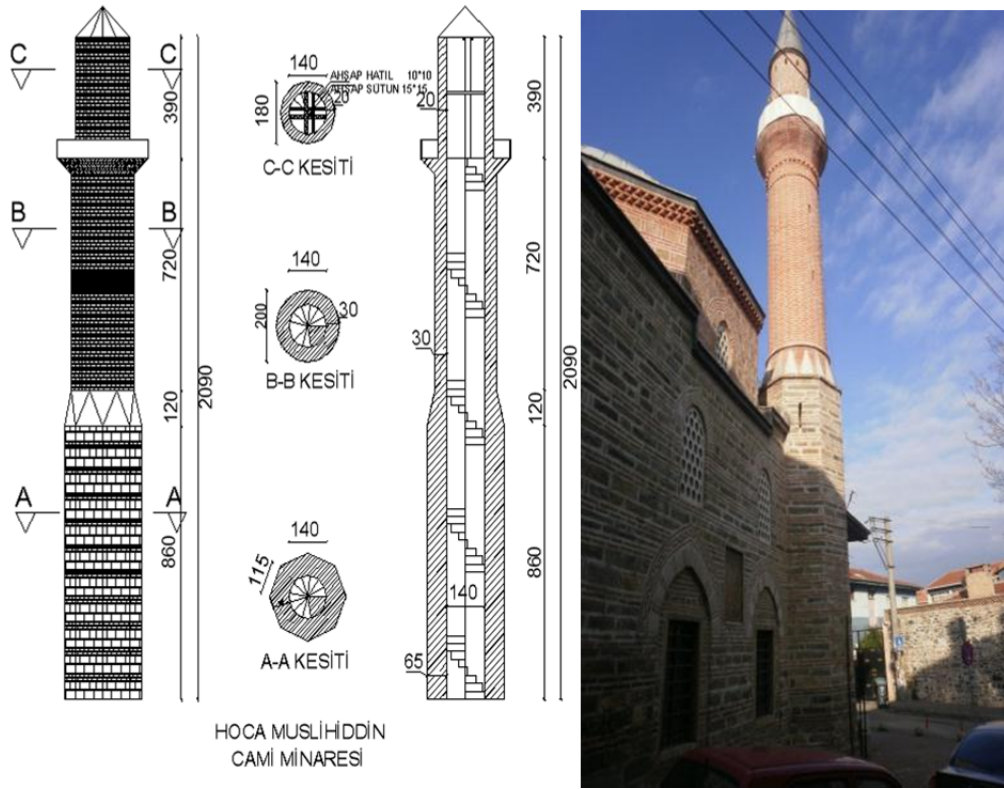 C C
390
B B
720
2090
120
A A
860
140
AHŞAP HATIL 10*10
AHŞAP SÜTUN 15*15
20
180
C-C KESİTİ
140
200
30
B-B KESİTİ
140
115
A-A KESİTİ
20
390
720
30
2090
120
860
140
65
HOCA MUSLİHİDDİN
CAMİ MİNARESİ